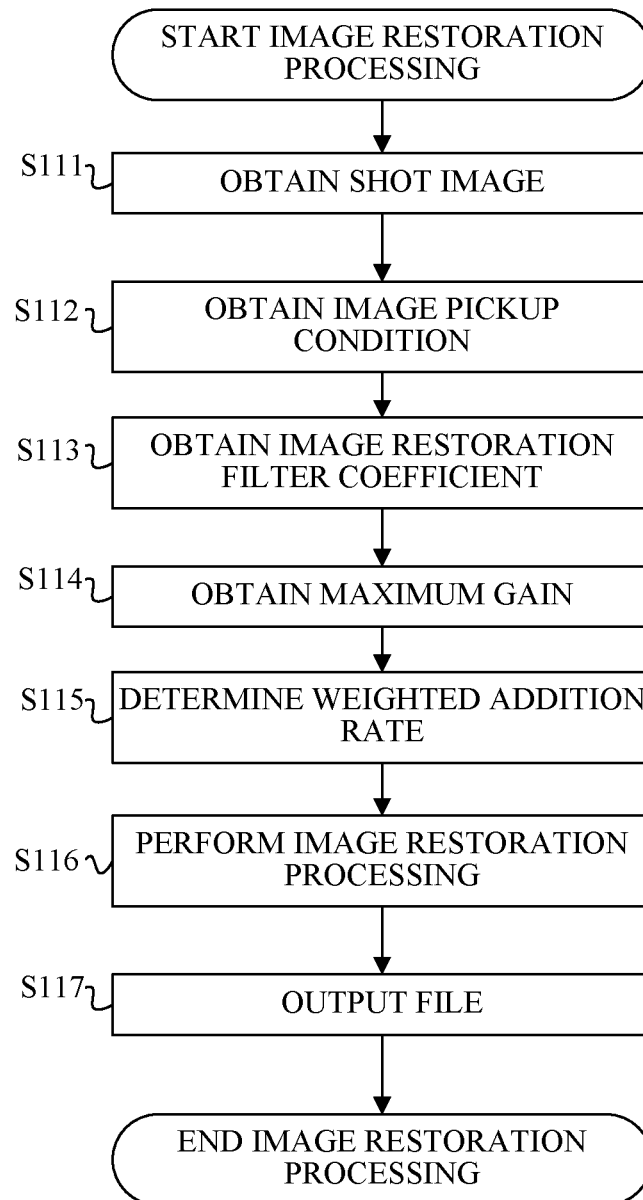 START IMAGE RESTORATION
PROCESSING
S111
OBTAIN SHOT IMAGE
S112
OBTAIN IMAGE PICKUP
CONDITION
S113
OBTAIN IMAGE RESTORATION
FILTER COEFFICIENT
S114
OBTAIN MAXIMUM GAIN
S115
DETERMINE WEIGHTED ADDITION
RATE
S116
PERFORM IMAGE RESTORATION
PROCESSING
S117
OUTPUT FILE
END IMAGE RESTORATION
PROCESSING